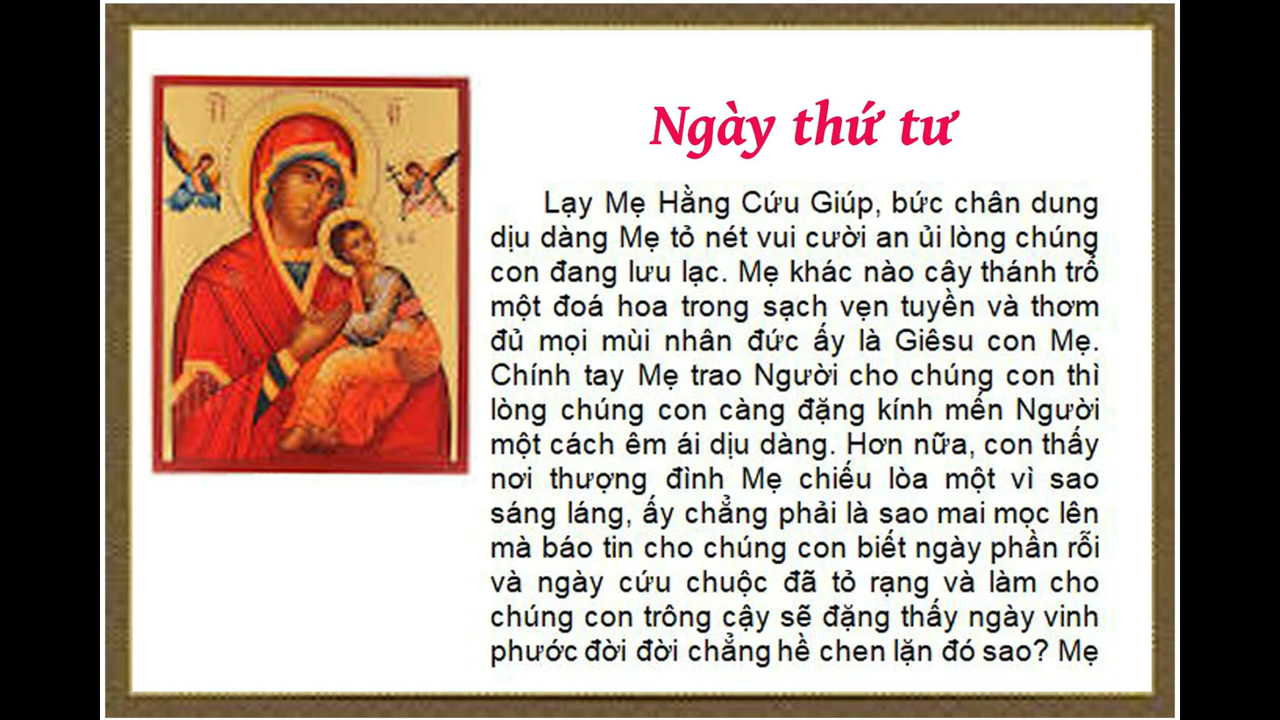 Ngày thứ tư
Lạy Mẹ Hằng Cứu Giúp, bức chân dung
dịu dàng Mẹ tỏ nét vui cười an ủi lòng chúng
con đang lưu lạc. Mẹ khác nào cây thánh trổ
một đoá hoa trong sạch vẹn tuyền và thơm
đủ mọi mùi nhân đức ấy là Giêsu con Mẹ.
Chính tay Mẹ trao Người cho chúng con thì
lòng chúng con càng đặng kính mến Người
một cách êm ái dịu dàng. Hơn nữa, con thấy
nơi thượng đình Mẹ chiếu lòa một vì sao
sáng láng, ấy chẳng phải là sao mai mọc lên
mà báo tin cho chúng con biết ngày phần rỗi
và ngày cứu chuộc đã tỏ rạng và làm cho
chúng con trông cậy sẽ đặng thấy ngày vinh
phước đời đời chẳng hề chen lặn đó sao? Mẹ